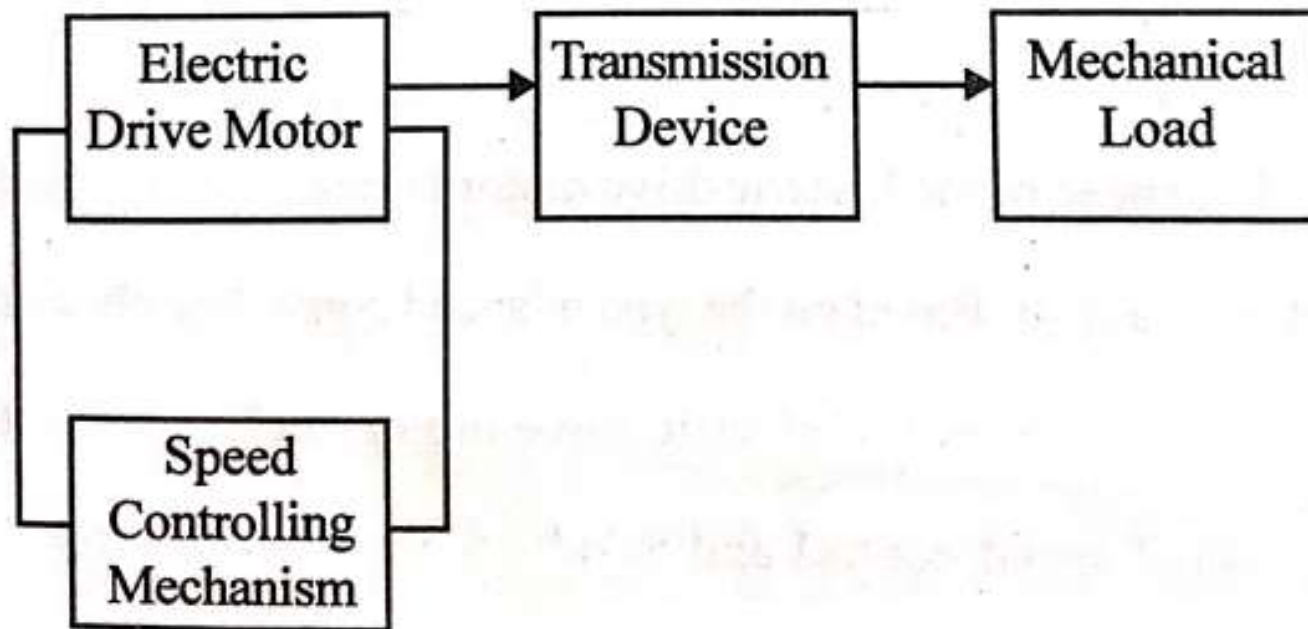 Electric
Drive Motor
Transmission
Device
Mechanical
Load
Speed
Controlling
Mechanism